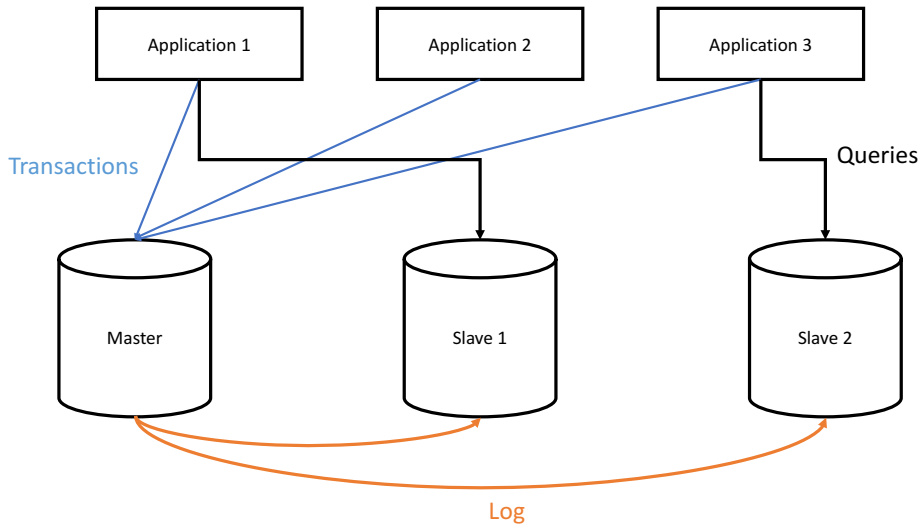 Application 1
Application 2
Application 3
Transactions
Queries
Master
Slave 1
Slave 2
Log